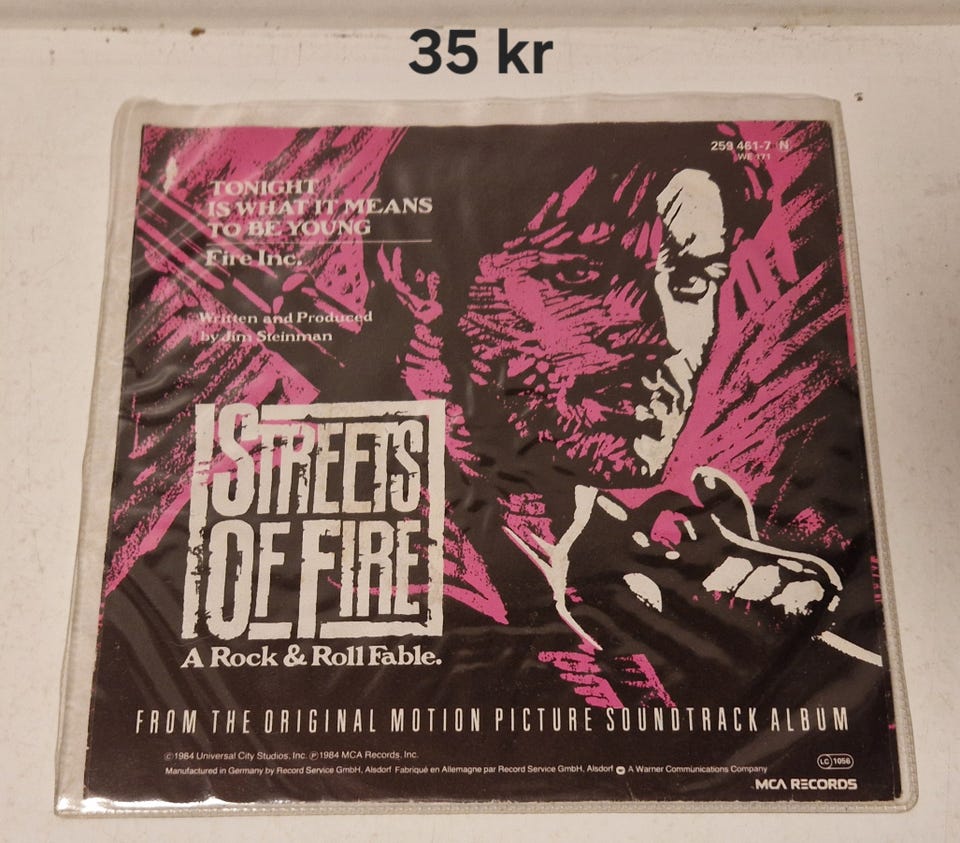 35 kr
259 461-7 N
WE 171
TONIGHT
IS WHAT IT MEANS
TO BE YOUNG
Fire Inc.
Written and Produced
by Jim Steinman
STREETS
OF FIRE
A Rock & Roll Fable.
FROM THE ORIGINAL MOTION PICTURE SOUNDTRACK ALBUM
©1984 Universal City Studios, Inc. ℗1984 MCA Records, Inc.
Manufactured in Germany by Record Service GmbH, Alsdorf Fabriqué en Allemagne par Record Service GmbH, Alsdorf A Warner Communications Company
LC 1056
MCA RECORDS